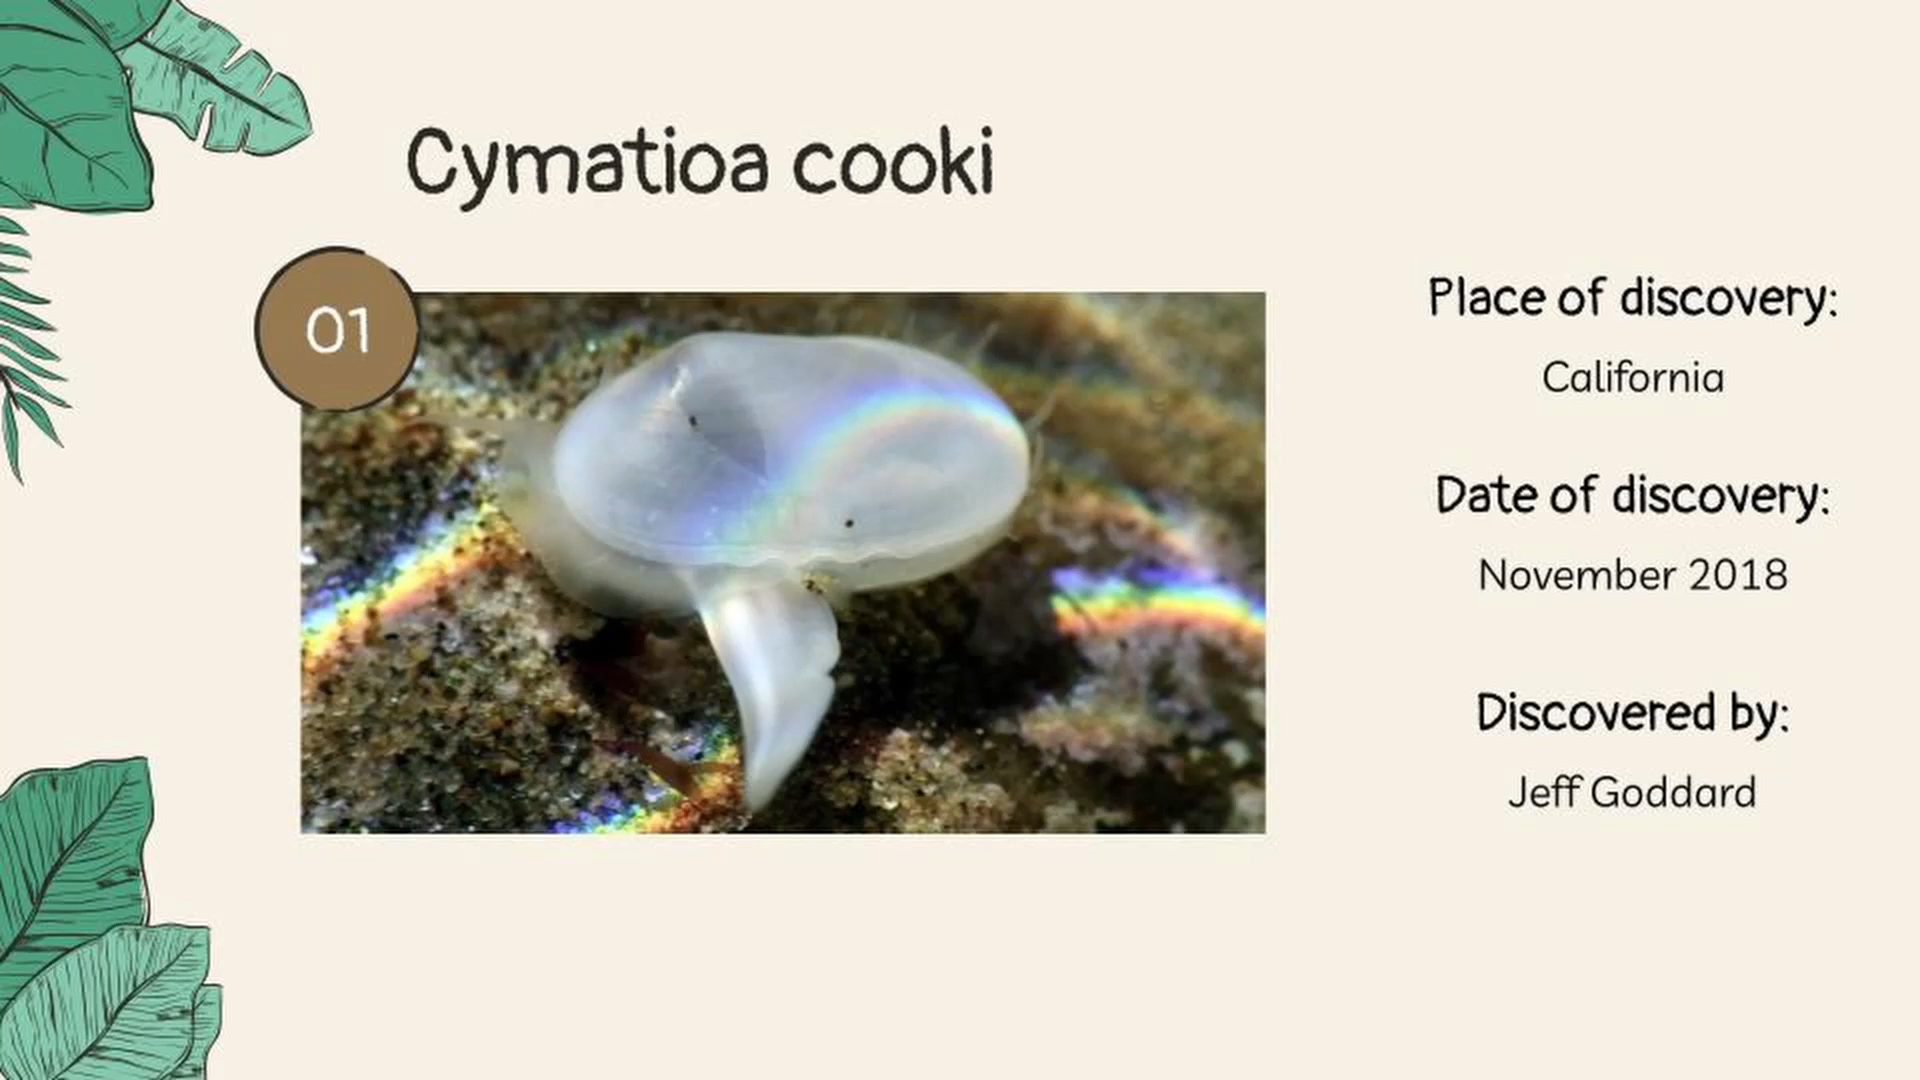 Cymatioa cooki
01
Place of discovery:
California
Date of discovery:
November 2018
Discovered by:
Jeff Goddard